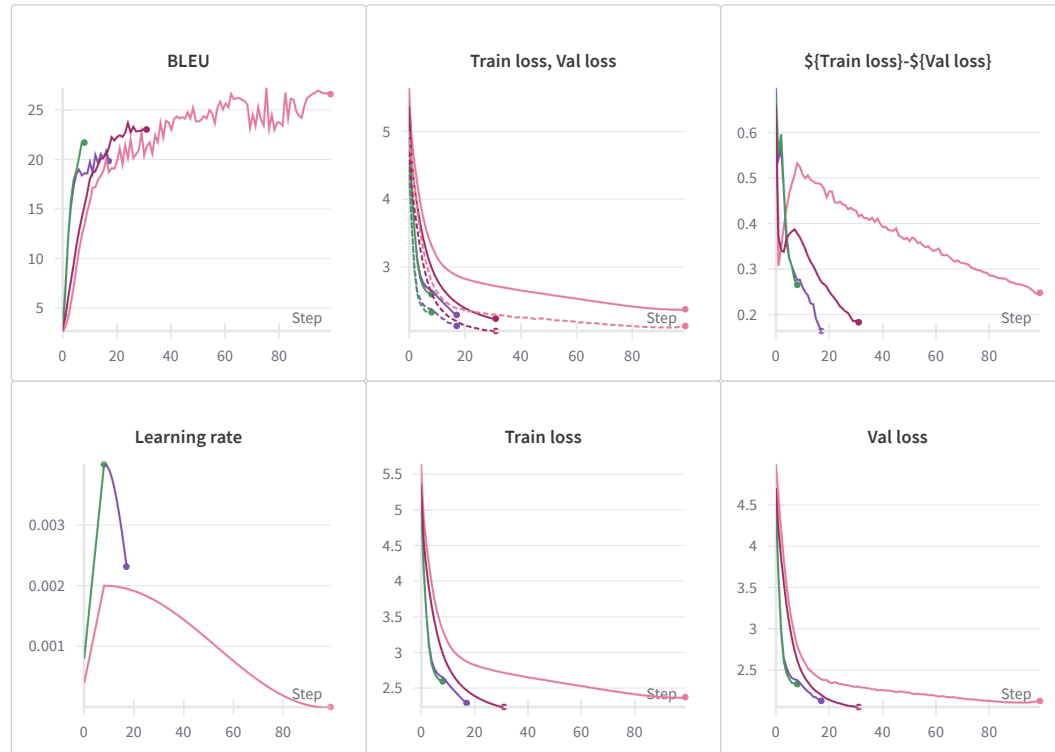 BLEU
25
20
15
10
5
Step
0 20 40 60 80
Train loss, Val loss
5
4
3
Step
0 20 40 60 80
${Train loss}-${Val loss}
0.6
0.5
0.4
0.3
0.2
Step
0 20 40 60 80
Learning rate
0.003
0.002
0.001
Step
0 20 40 60 80
Train loss
5.5
5
4.5
4
3.5
3
2.5
Step
0 20 40 60 80
Val loss
4.5
4
3.5
3
2.5
Step
0 20 40 60 80